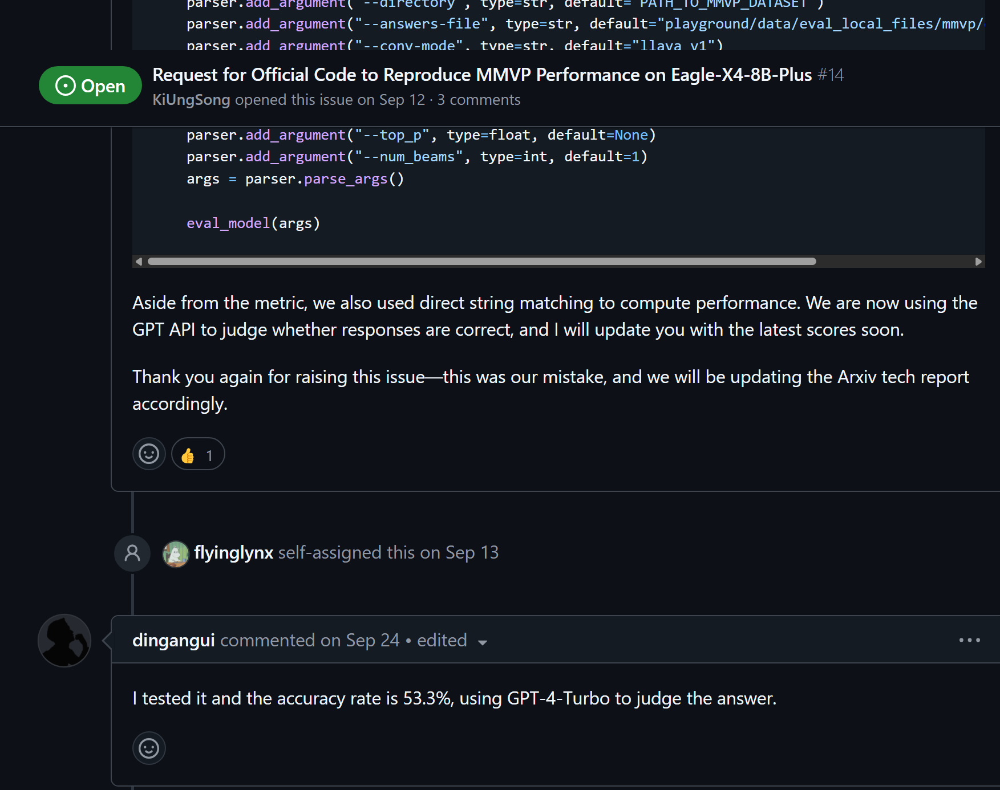 parser.add_argument("--directory", type=str, default="PATH_TO_MMVP_DATASET")
parser.add_argument("--answers-file", type=str, default="playground/data/eval_local_files/mmvp/
parser.add_argument("--conv-mode", type=str, default="llava_v1")
Open
Request for Official Code to Reproduce MMVP Performance on Eagle-X4-8B-Plus #14
KiUngSong opened this issue on Sep 12 · 3 comments
parser.add_argument("--top_p", type=float, default=None)
parser.add_argument("--num_beams", type=int, default=1)
args = parser.parse_args()
eval_model(args)
Aside from the metric, we also used direct string matching to compute performance. We are now using the
GPT API to judge whether responses are correct, and I will update you with the latest scores soon.
Thank you again for raising this issue—this was our mistake, and we will be updating the Arxiv tech report
accordingly.
👍 1
flyinglynx self-assigned this on Sep 13
dingangui commented on Sep 24 • edited
I tested it and the accuracy rate is 53.3%, using GPT-4-Turbo to judge the answer.